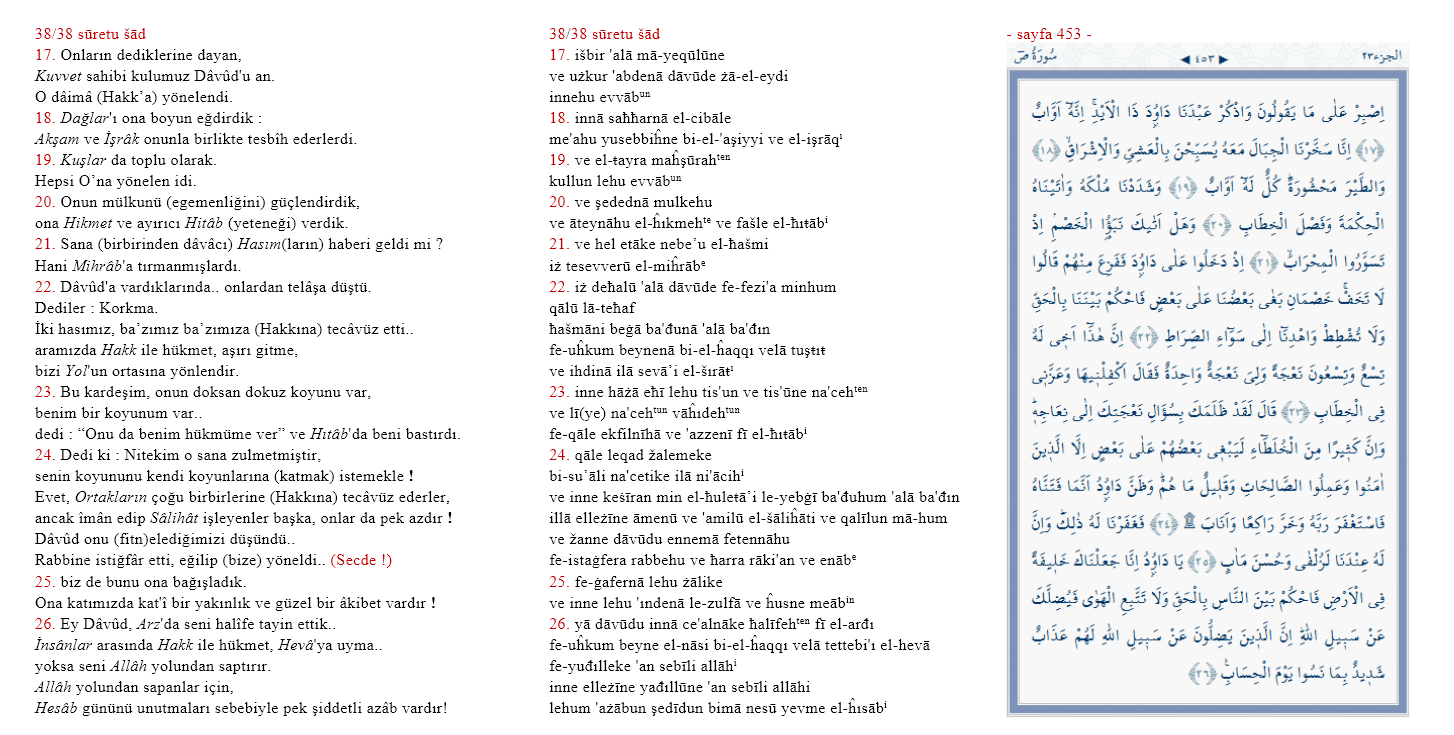 38/38 sūretu šād
17. Onların dediklerine dayan,
Kuvvet sahibi kulumuz Dâvûd'u an.
O dâimâ (Hakk’a) yönelendi.
18. Dağlar'ı ona boyun eğdirdik :
Akşam ve İşrâk onunla birlikte tesbîh ederlerdi.
19. Kuşlar da toplu olarak.
Hepsi O’na yönelen idi.
20. Onun mülkünü (egemenliğini) güçlendirdik,
ona Hikmet ve ayırıcı Hitâb (yeteneği) verdik.
21. Sana (birbirinden dâvâcı) Hasım(ların) haberi geldi mi ?
Hani Mihrâb'a tırmanmışlardı.
22. Dâvûd'a vardıklarında.. onlardan telâşa düştü.
Dediler : Korkma.
İki hasımız, ba’zımız ba’zımıza (Hakkına) tecâvüz etti..
aramızda Hakk ile hükmet, aşırı gitme,
bizi Yol'un ortasına yönlendir.
23. Bu kardeşim, onun doksan dokuz koyunu var,
benim bir koyunum var..
dedi : “Onu da benim hükmüme ver” ve Hıtâb'da beni bastırdı.
24. Dedi ki : Nitekim o sana zulmetmiştir,
senin koyununu kendi koyunlarına (katmak) istemekle !
Evet, Ortakların çoğu birbirlerine (Hakkına) tecâvüz ederler,
ancak îmân edip Sâlihât işleyenler başka, onlar da pek azdır !
Dâvûd onu (fitn)elediğimizi düşündü..
Rabbine istiğfâr etti, eğilip (bize) yöneldi.. (Secde !)
25. biz de bunu ona bağışladık.
Ona katımızda kat'î bir yakınlık ve güzel bir âkibet vardır !
26. Ey Dâvûd, Arz'da seni halîfe tayin ettik..
İnsânlar arasında Hakk ile hükmet, Hevâ'ya uyma..
yoksa seni Allâh yolundan saptırır.
Allâh yolundan sapanlar için,
Hesâb gününü unutmaları sebebiyle pek şiddetli azâb vardır!
38/38 sūretu šād
17. išbir 'alā mā-yeqūlūne
ve użkur 'abdenā dāvūde żā-el-eydi
innehu evvābᵘⁿ
18. innā saħħarnā el-cibāle
me'ahu yusebbiĥne bi-el-'aşiyyi ve el-işrāqⁱ
19. ve el-tayra maĥşūrahᵗᵉⁿ
kullun lehu evvābᵘⁿ
20. ve şedednā mulkehu
ve āteynāhu el-ĥıkmehᵗᵉ ve fašle el-ħıŧābⁱ
21. ve hel etāke nebe’u el-ħašmi
iż tesevverū el-miĥrābᵉ
22. iż deħalū 'alā dāvūde fe-fezi'a minhum
qālū lā-teħaf
ħašmāni beġā ba'đunā 'alā ba'đın
fe-uĥkum beynenā bi-el-ĥaqqı velā tuştıŧ
ve ihdinā ilā sevā’i el-šırāŧⁱ
23. inne hāżā eħī lehu tis'un ve tis'ūne na'cehᵗᵉⁿ
ve lī(ye) na'cehᵗᵘⁿ vāĥıdehᵗᵘⁿ
fe-qāle ekfilnīhā ve 'azzenī fī el-ħıŧābⁱ
24. qāle leqad žalemeke
bi-su’āli na'cetike ilā ni'ācihⁱ
ve inne keśīran min el-ħuleŧā’i le-yebġī ba'đuhum 'alā ba'đın
illā elleżīne āmenū ve 'amilū el-šāliĥāti ve qalīlun mā-hum
ve žanne dāvūdu ennemā fetennāhu
fe-istaġfera rabbehu ve ħarra rāki'an ve enābᵉ
25. fe-ġafernā lehu żālike
ve inne lehu 'ındenā le-zulfā ve ĥusne meābⁱⁿ
26. yā dāvūdu innā ce'alnāke ħalīfehᵗᵉⁿ fī el-arđı
fe-uĥkum beyne el-nāsi bi-el-ĥaqqı velā tettebi'ı el-hevā
fe-yuđılleke 'an sebīli allāhⁱ
inne elleżīne yađıllūne 'an sebīli allāhi
lehum 'ażābun şedīdun bimā nesū yevme el-ĥısābⁱ
- sayfa 453 -
سُورَةُ صٓ ◄ ٤٥٣ ► الجزء٢٣
اِصْبِرْ عَلٰى مَا يَقُولُونَ وَاذْكُرْ عَبْدَنَا دَاوُ۫دَ ذَا الْاَيْدِۚ اِنَّهُٓ اَوَّابٌ
﴿١٧﴾ اِنَّا سَخَّرْنَا الْجِبَالَ مَعَهُ يُسَبِّحْنَ بِالْعَشِيِّ وَالْاِشْرَاقِۙ ﴿١٨﴾
وَالطَّيْرَ مَحْشُورَةًۜ كُلٌّ لَهُٓ اَوَّابٌ ﴿١٩﴾ وَشَدَدْنَا مُلْكَهُ وَاٰتَيْنَاهُ
الْحِكْمَةَ وَفَصْلَ الْخِطَابِ ﴿٢٠﴾ وَهَلْ اَتٰيكَ نَبَؤُا الْخَصْمِۢ اِذْ
تَسَوَّرُوا الْمِحْرَابَۙ ﴿٢١﴾ اِذْ دَخَلُوا عَلٰى دَاوُ۫دَ فَفَزِعَ مِنْهُمْ قَالُوا
لَا تَخَفْۚ خَصْمَانِ بَغٰى بَعْضُنَا عَلٰى بَعْضٍ فَاحْكُمْ بَيْنَنَا بِالْحَقِّ
وَلَا تُشْطِطْ وَاهْدِنَٓا اِلٰى سَوَٓاءِ الصِّرَاطِ ﴿٢٢﴾ اِنَّ هٰذَٓا اَخ۪ي لَهُ
تِسْعٌ وَتِسْعُونَ نَعْجَةً وَلِيَ نَعْجَةٌ وَاحِدَةٌ فَقَالَ اَكْفِلْن۪يهَا وَعَزَّن۪ي
فِي الْخِطَابِ ﴿٢٣﴾ قَالَ لَقَدْ ظَلَمَكَ بِسُؤَالِ نَعْجَتِكَ اِلٰى نِعَاجِه۪ۜ
وَاِنَّ كَث۪يرًا مِنَ الْخُلَطَٓاءِ لَيَبْغ۪ي بَعْضُهُمْ عَلٰى بَعْضٍ اِلَّا الَّذ۪ينَ
اٰمَنُوا وَعَمِلُوا الصَّالِحَاتِ وَقَل۪يلٌ مَا هُمْۜ وَظَنَّ دَاوُ۫دُ اَنَّمَا فَتَنَّاهُ
فَاسْتَغْفَرَ رَبَّهُ وَخَرَّ رَاكِعًا وَاَنَابَ ۩ ﴿٢٤﴾ فَغَفَرْنَا لَهُ ذٰلِكَۜ وَاِنَّ
لَهُ عِنْدَنَا لَزُلْفٰى وَحُسْنَ مَاٰبٍ ﴿٢٥﴾ يَا دَاوُ۫دُ اِنَّا جَعَلْنَاكَ خَل۪يفَةً
فِي الْاَرْضِ فَاحْكُمْ بَيْنَ النَّاسِ بِالْحَقِّ وَلَا تَتَّبِعِ الْهَوٰى فَيُضِلَّكَ
عَنْ سَب۪يلِ اللّٰهِۜ اِنَّ الَّذ۪ينَ يَضِلُّونَ عَنْ سَب۪يلِ اللّٰهِ لَهُمْ عَذَابٌ
شَد۪يدٌ بِمَا نَسُوا يَوْمَ الْحِسَابِ۟ ﴿٢٦﴾